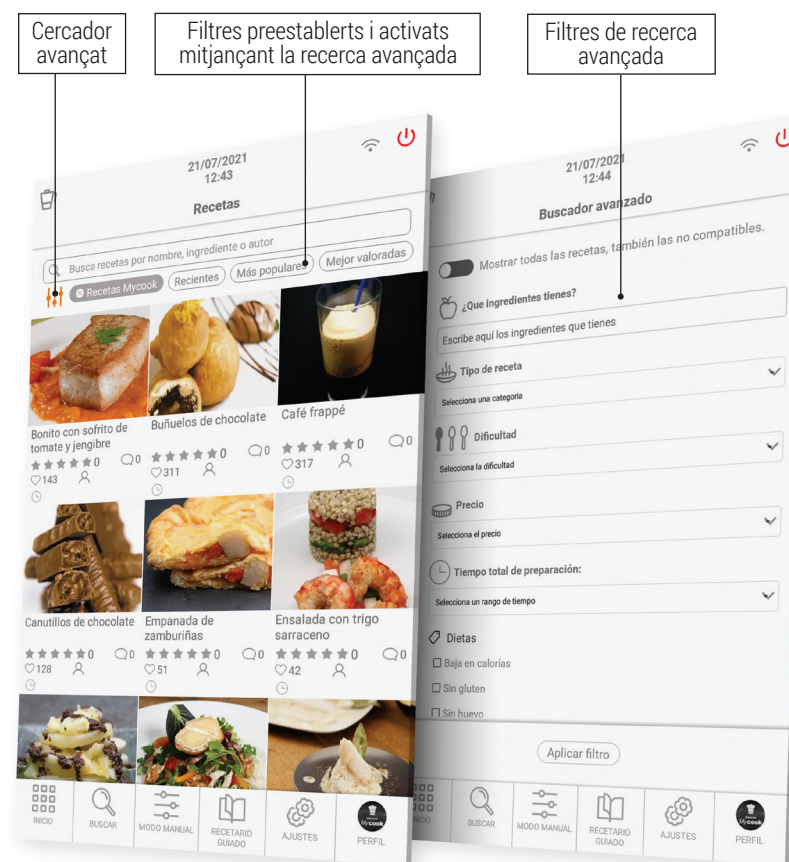 Cercador
avançat
Filtres preestablerts i activats
mitjançant la recerca avançada
Filtres de recerca
avançada
21/07/2021
12:43
Recetas
Busca recetas por nombre, ingrediente o autor
Recetas Mycook
Recientes
Más populares
Mejor valoradas
Bonito con sofrito de
tomate y jengibre
0 0
143
Buñuelos de chocolate
0 0
311
Café frappé
0 0
317
Canutillos de chocolate
0 0
128
Empanada de
zamburiñas
0 0
51
Ensalada con trigo
sarraceno
0 0
42
INICIO
BUSCAR
MODO MANUAL
RECETARIO
GUIADO
AJUSTES
Mycook
PERFIL
21/07/2021
12:44
Buscador avanzado
Mostrar todas las recetas, también las no compatibles.
¿Que ingredientes tienes?
Escribe aquí los ingredientes que tienes
Tipo de receta
Selecciona una categoria
Dificultad
Selecciona la dificultad
Precio
Selecciona el precio
Tiempo total de preparación:
Selecciona un rango de tiempo
Dietas
Baja en calorías
Sin gluten
Sin huevo
Aplicar filtro
INICIO
BUSCAR
MODO MANUAL
RECETARIO
GUIADO
AJUSTES
Mycook
PERFIL